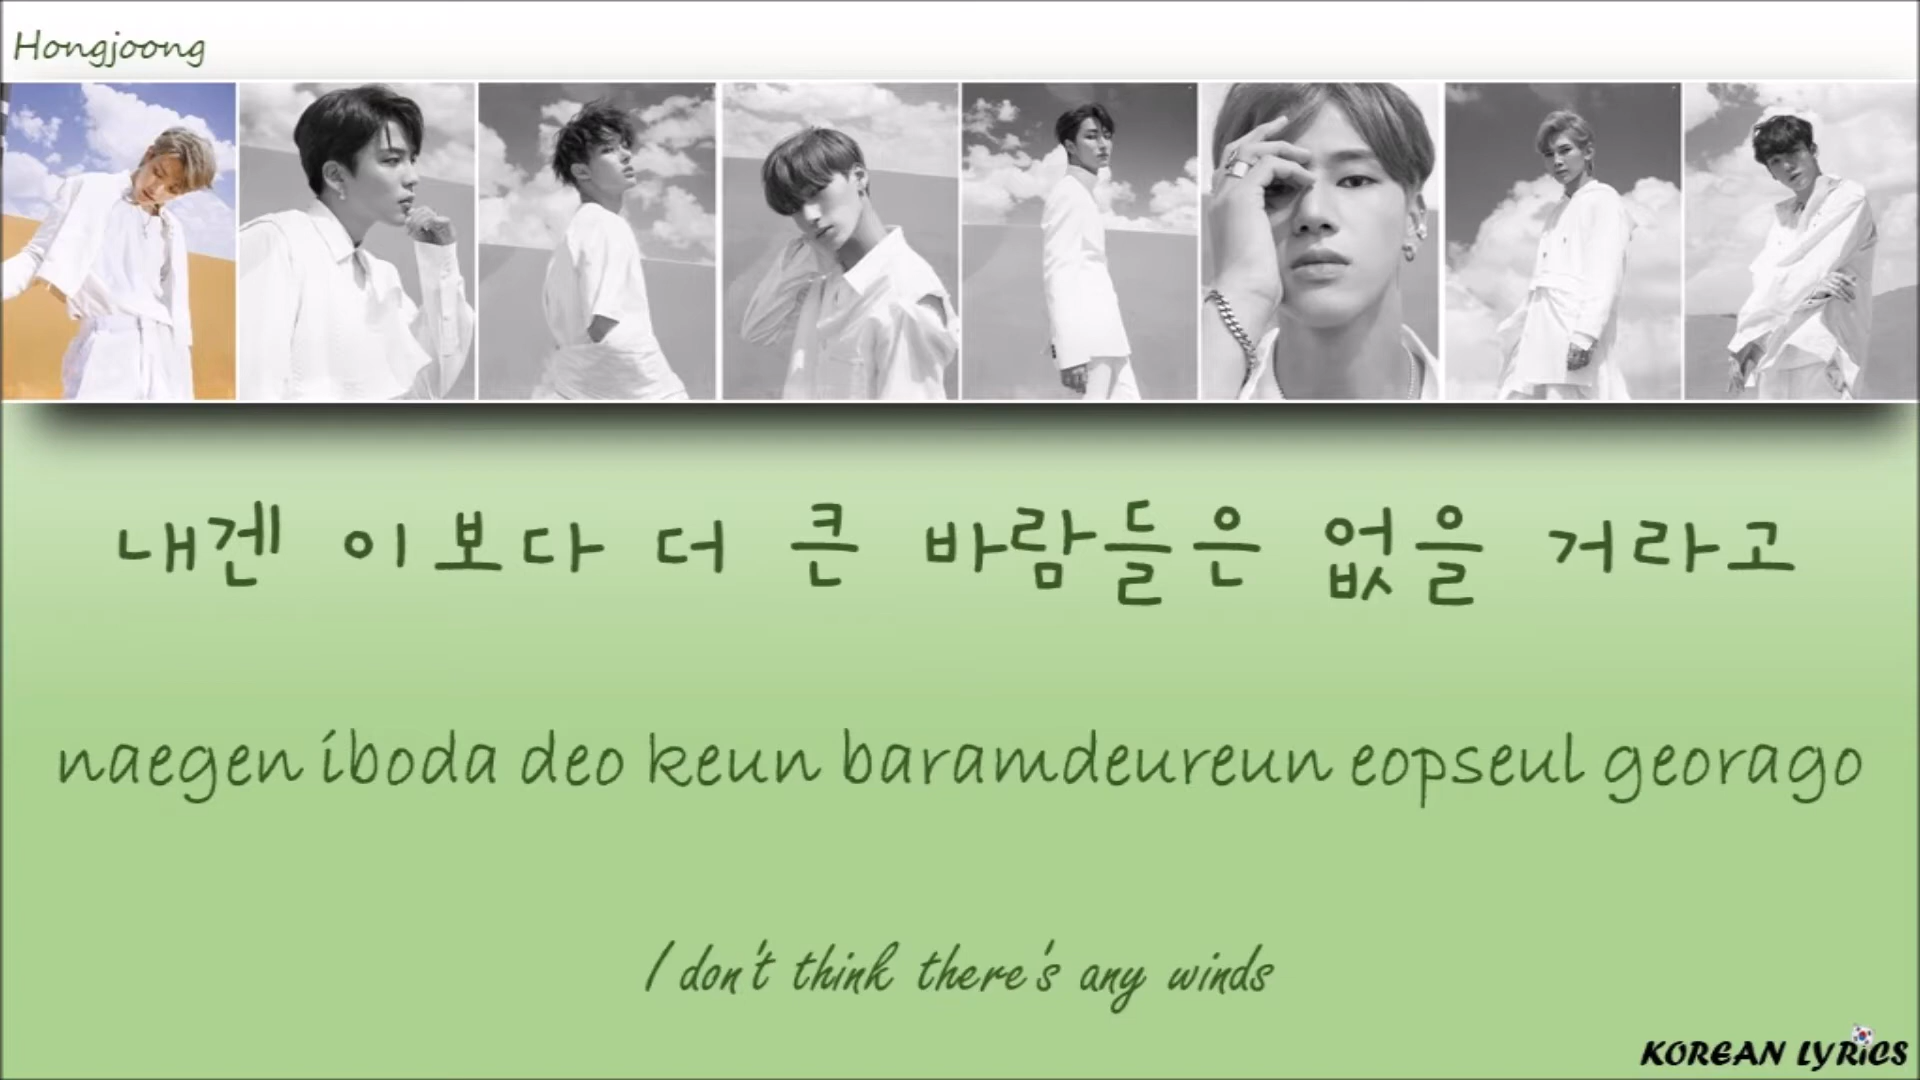 Hongjoong
내겐 이보다 더 큰 바람들은 없을 거라고
naegen iboda deo keun baramdeureun eopseul georago
I don't think there's any winds
KOREAN LYRICS